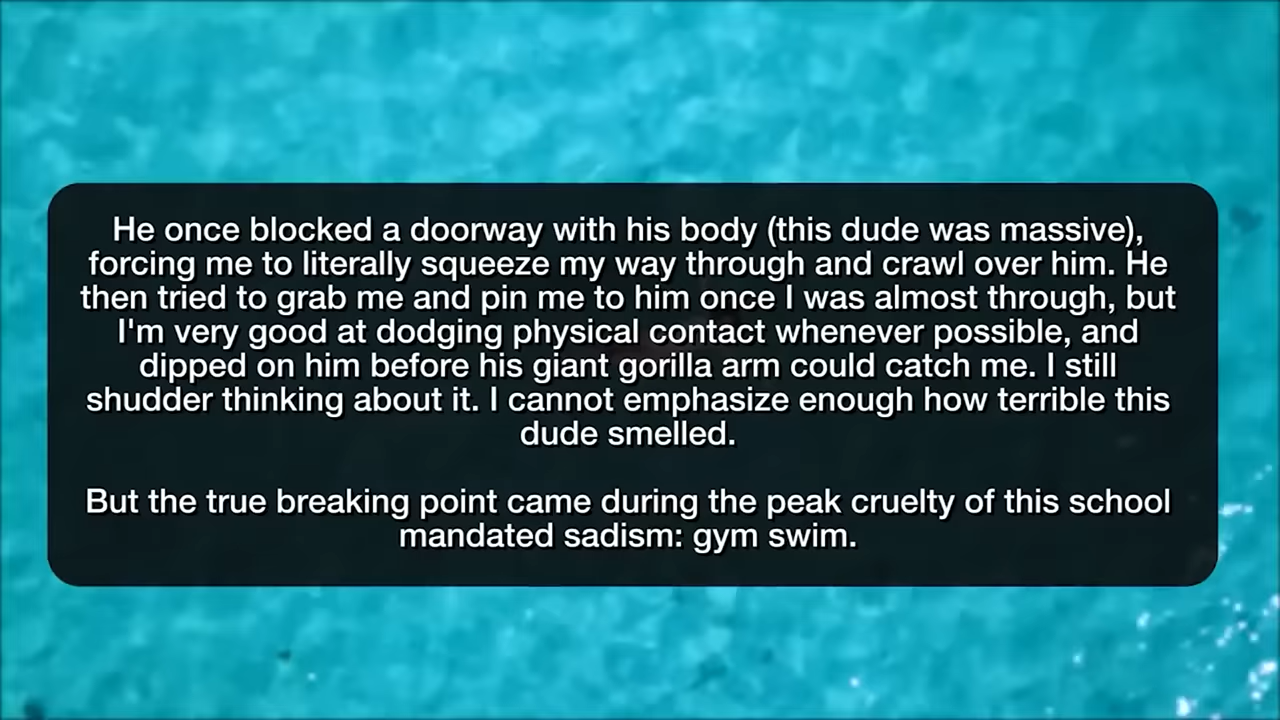 He once blocked a doorway with his body (this dude was massive),
forcing me to literally squeeze my way through and crawl over him. He
then tried to grab me and pin me to him once I was almost through, but
I'm very good at dodging physical contact whenever possible, and
dipped on him before his giant gorilla arm could catch me. I still
shudder thinking about it. I cannot emphasize enough how terrible this
dude smelled.
But the true breaking point came during the peak cruelty of this school
mandated sadism: gym swim.